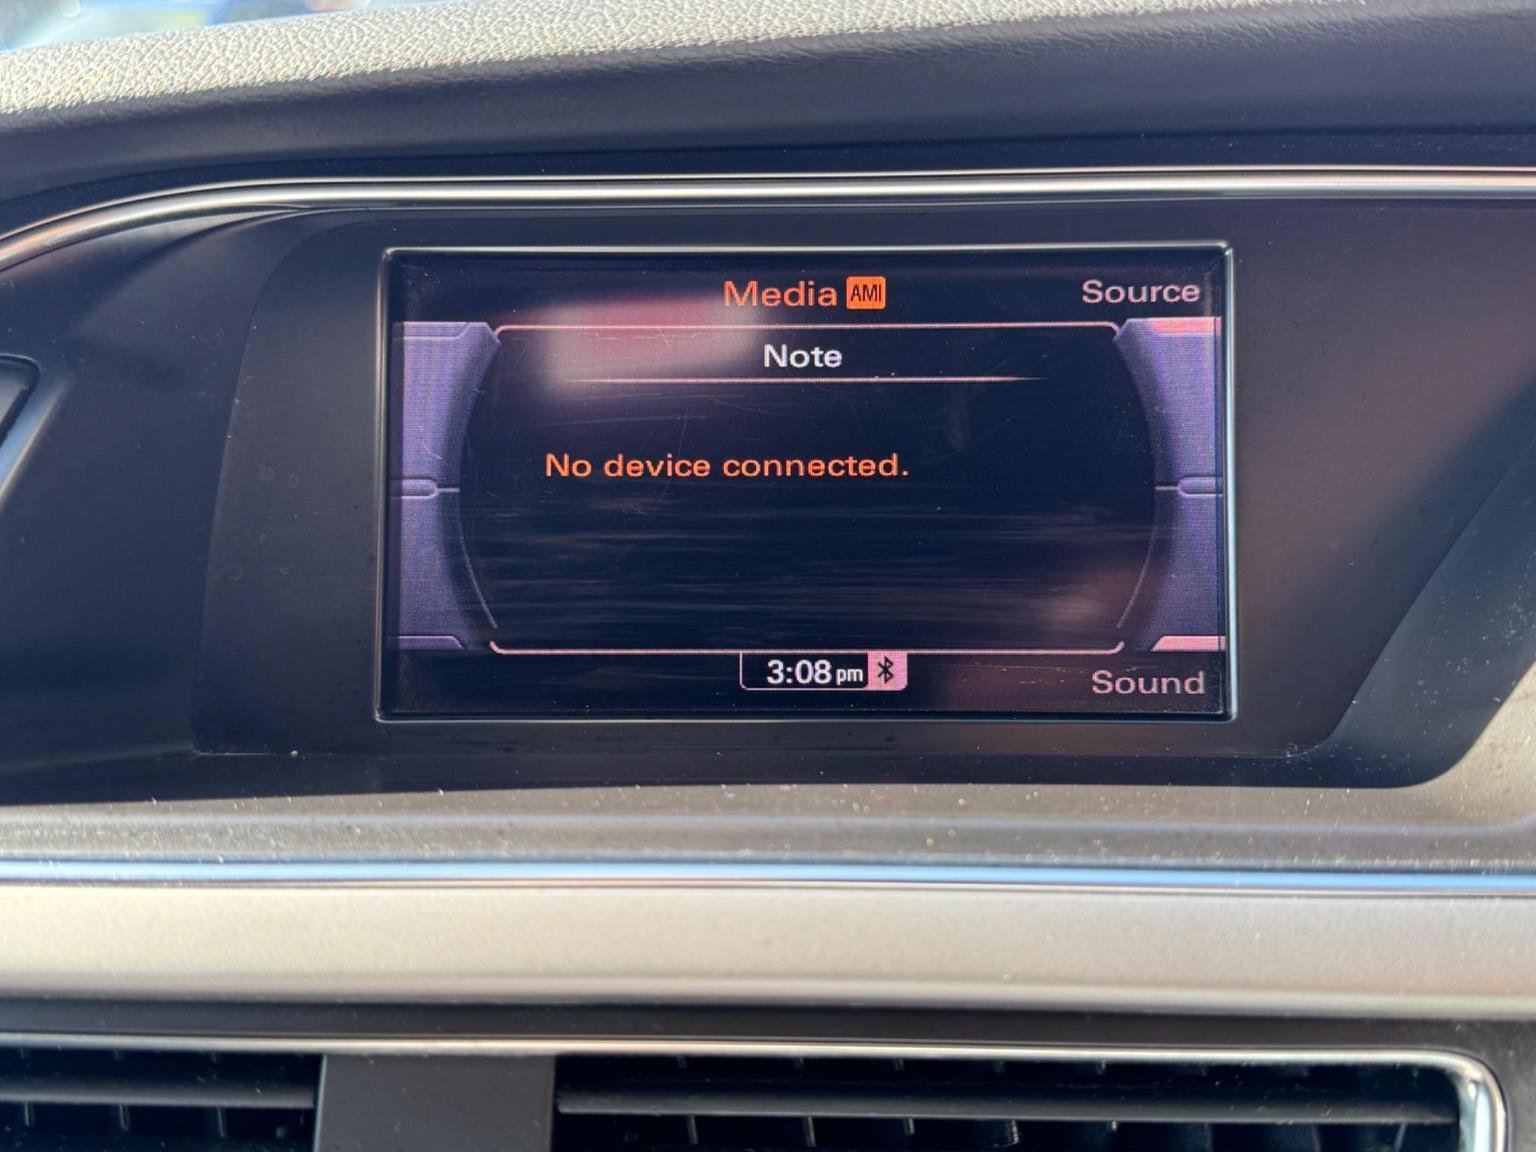 Media AMI
Source
Note
No device connected.
3:08 pm
Sound